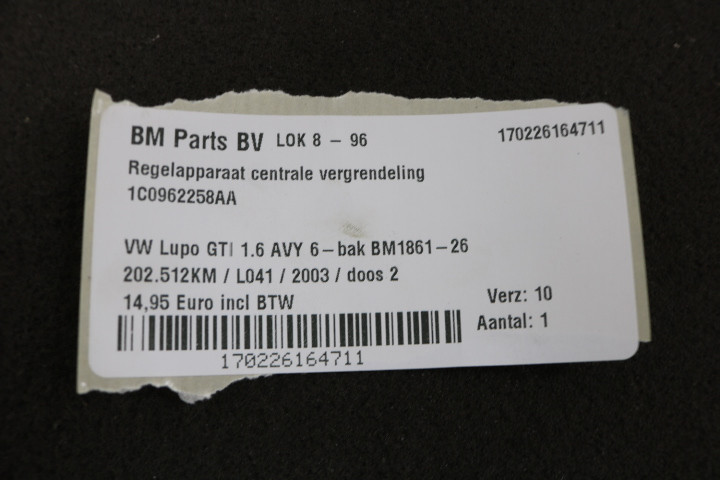 BM Parts BV LOK 8 - 96 170226164711
Regelapparaat centrale vergrendeling
1C0962258AA
VW Lupo GTI 1.6 AVY 6-bak BM1861-26
202.512KM / L041 / 2003 / doos 2
14,95 Euro incl BTW Verz: 10
Aantal: 1
170226164711